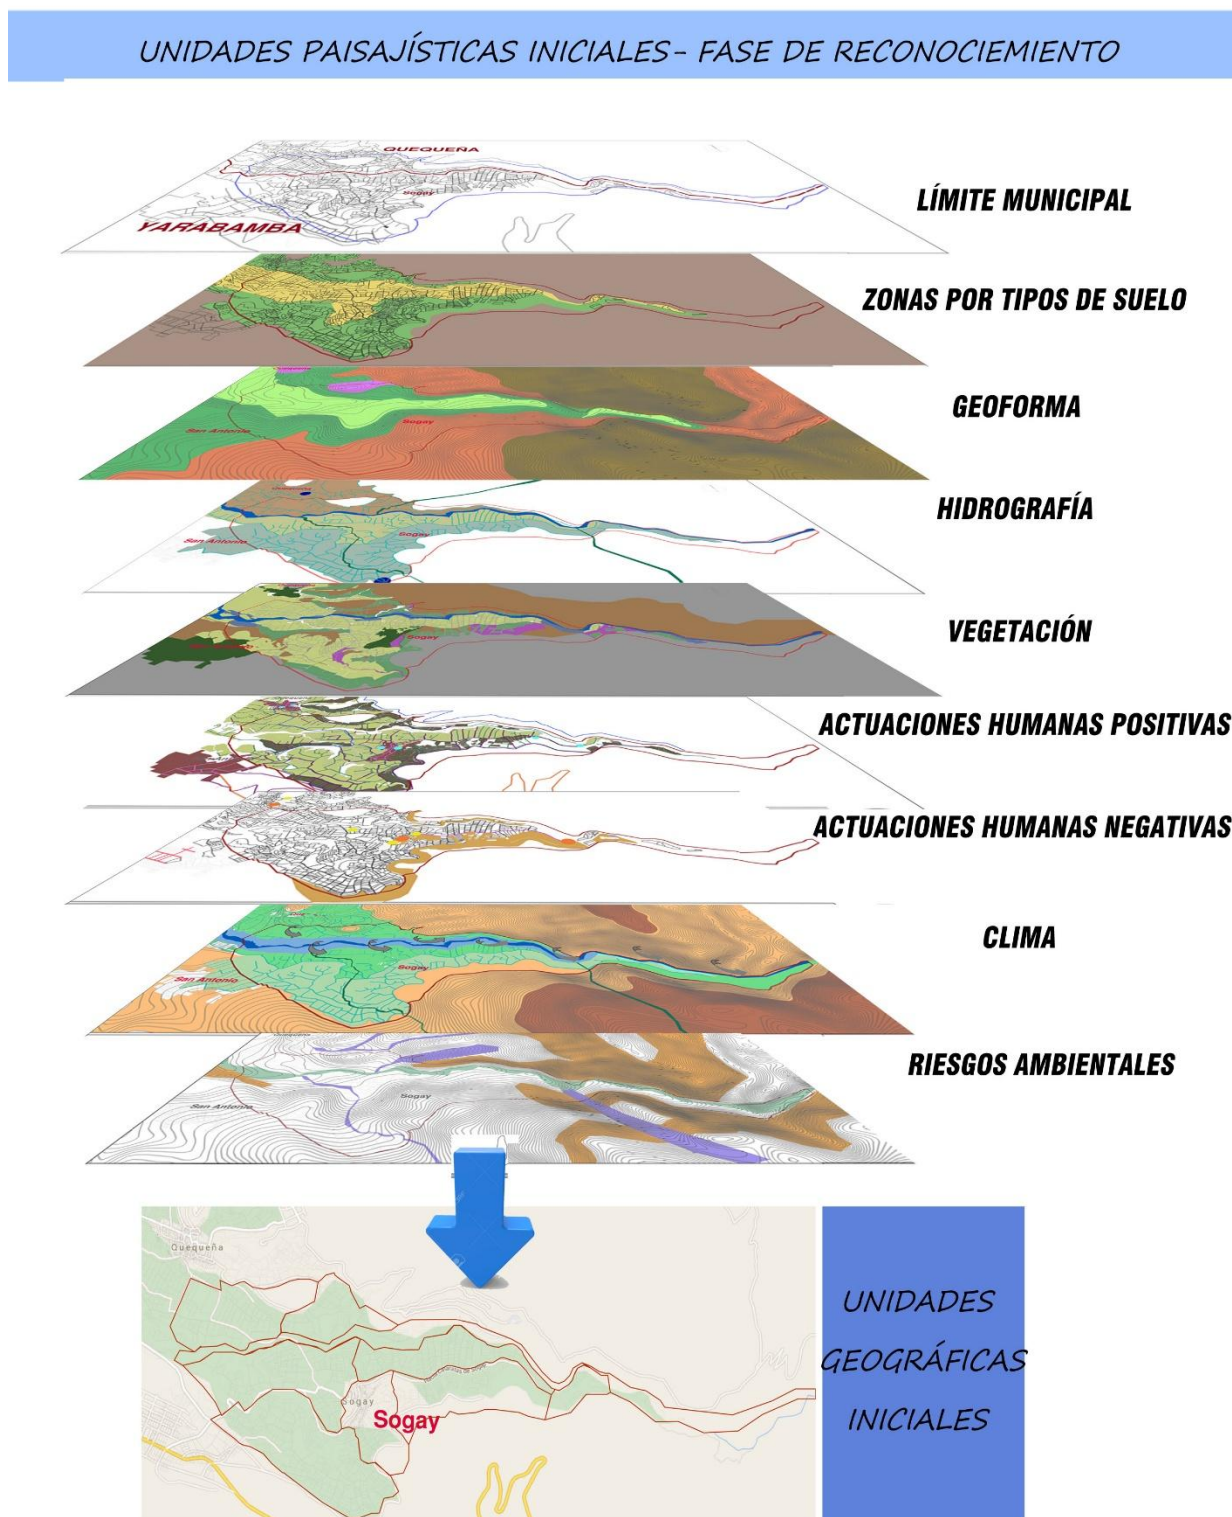 UNIDADES PAISAJÍSTICAS INICIALES- FASE DE RECONOCIEMIENTO
QUEQUEÑA
Sogay
YARABAMBA
LÍMITE MUNICIPAL
ZONAS POR TIPOS DE SUELO
San Antonio
Sogay
GEOFORMA
San Antonio
Sogay
HIDROGRAFÍA
Sogay
VEGETACIÓN
ACTUACIONES HUMANAS POSITIVAS
ACTUACIONES HUMANAS NEGATIVAS
San Antonio
Sogay
CLIMA
San Antonio
Sogay
RIESGOS AMBIENTALES
Quequeña
Sogay
Sogay
UNIDADES
GEOGRÁFICAS
INICIALES